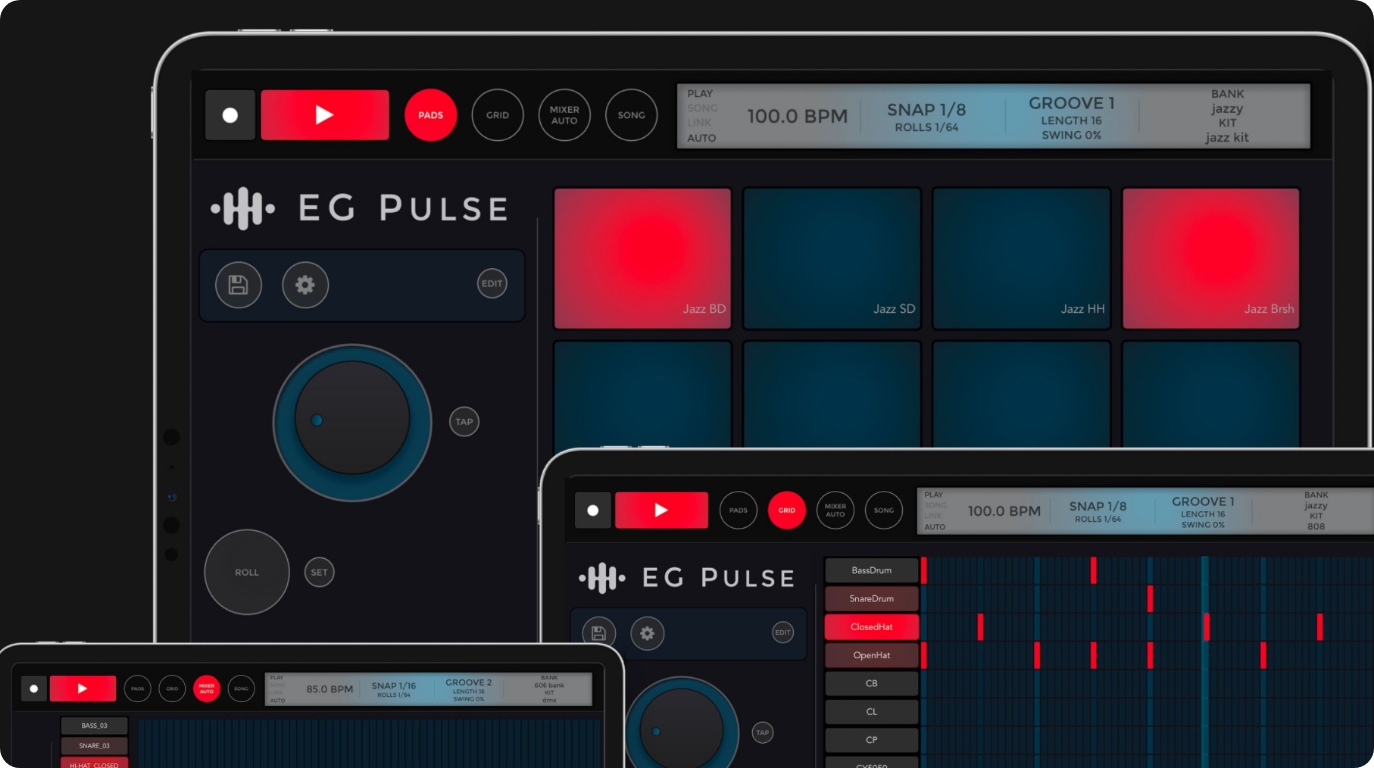 PADS
GRID
MIXER
AUTO
SONG
PLAY
SONG
LINK
AUTO
100.0 BPM
SNAP 1/8
ROLLS 1/64
GROOVE 1
LENGTH 16
SWING 0%
BANK
jazzy
KIT
jazz kit
EG PULSE
EDIT
Jazz BD
Jazz SD
Jazz HH
Jazz Brsh
TAP
ROLL
SET
PADS
GRID
MIXER
AUTO
SONG
PLAY
SONG
LINK
AUTO
100.0 BPM
SNAP 1/8
ROLLS 1/64
GROOVE 1
LENGTH 16
SWING 0%
BANK
jazzy
KIT
808
EG PULSE
EDIT
TAP
BassDrum
SnareDrum
ClosedHat
OpenHat
CB
CL
CP
PADS
GRID
MIXER
AUTO
SONG
PLAY
SONG
LINK
AUTO
85.0 BPM
SNAP 1/16
ROLLS 1/64
GROOVE 2
LENGTH 16
SWING 0%
BANK
606 bank
KIT
emx
BASS_03
SNARE_03
HI-HAT_CLOSED